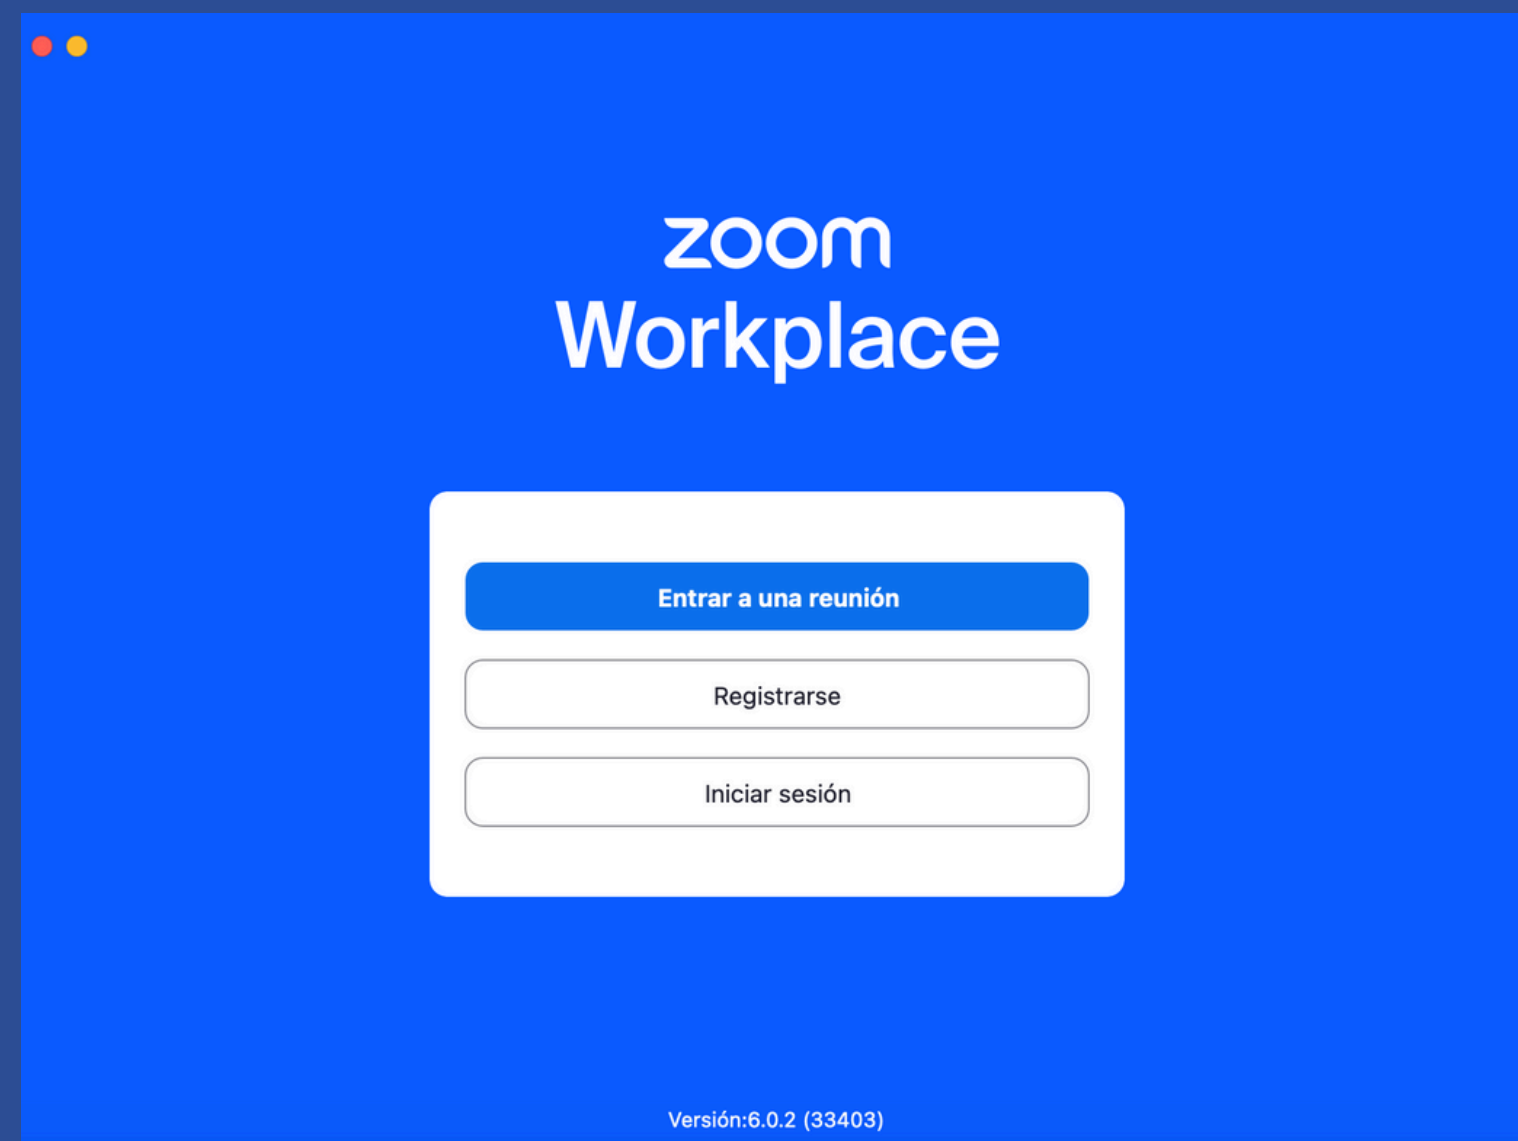 zoom
Workplace
Entrar a una reunión
Registrarse
Iniciar sesión
Versión:6.0.2 (33403)